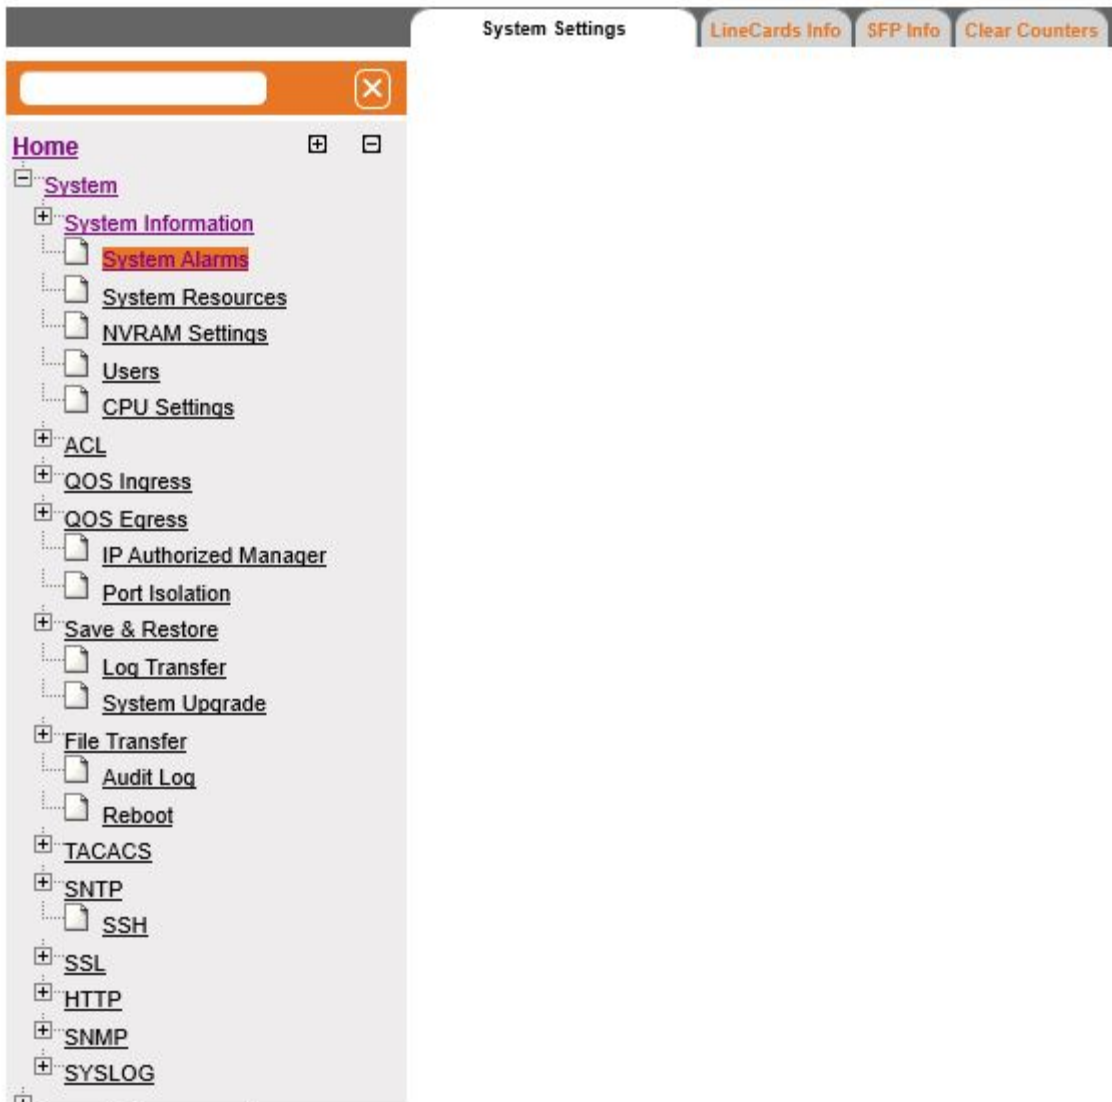 System Settings
LineCards Info
SFP Info
Clear Counters
Home
System
System Information
System Alarms
System Resources
NVRAM Settings
Users
CPU Settings
ACL
QOS Ingress
QOS Egress
IP Authorized Manager
Port Isolation
Save & Restore
Log Transfer
System Upgrade
File Transfer
Audit Log
Reboot
TACACS
SNTP
SSH
SSL
HTTP
SNMP
SYSLOG